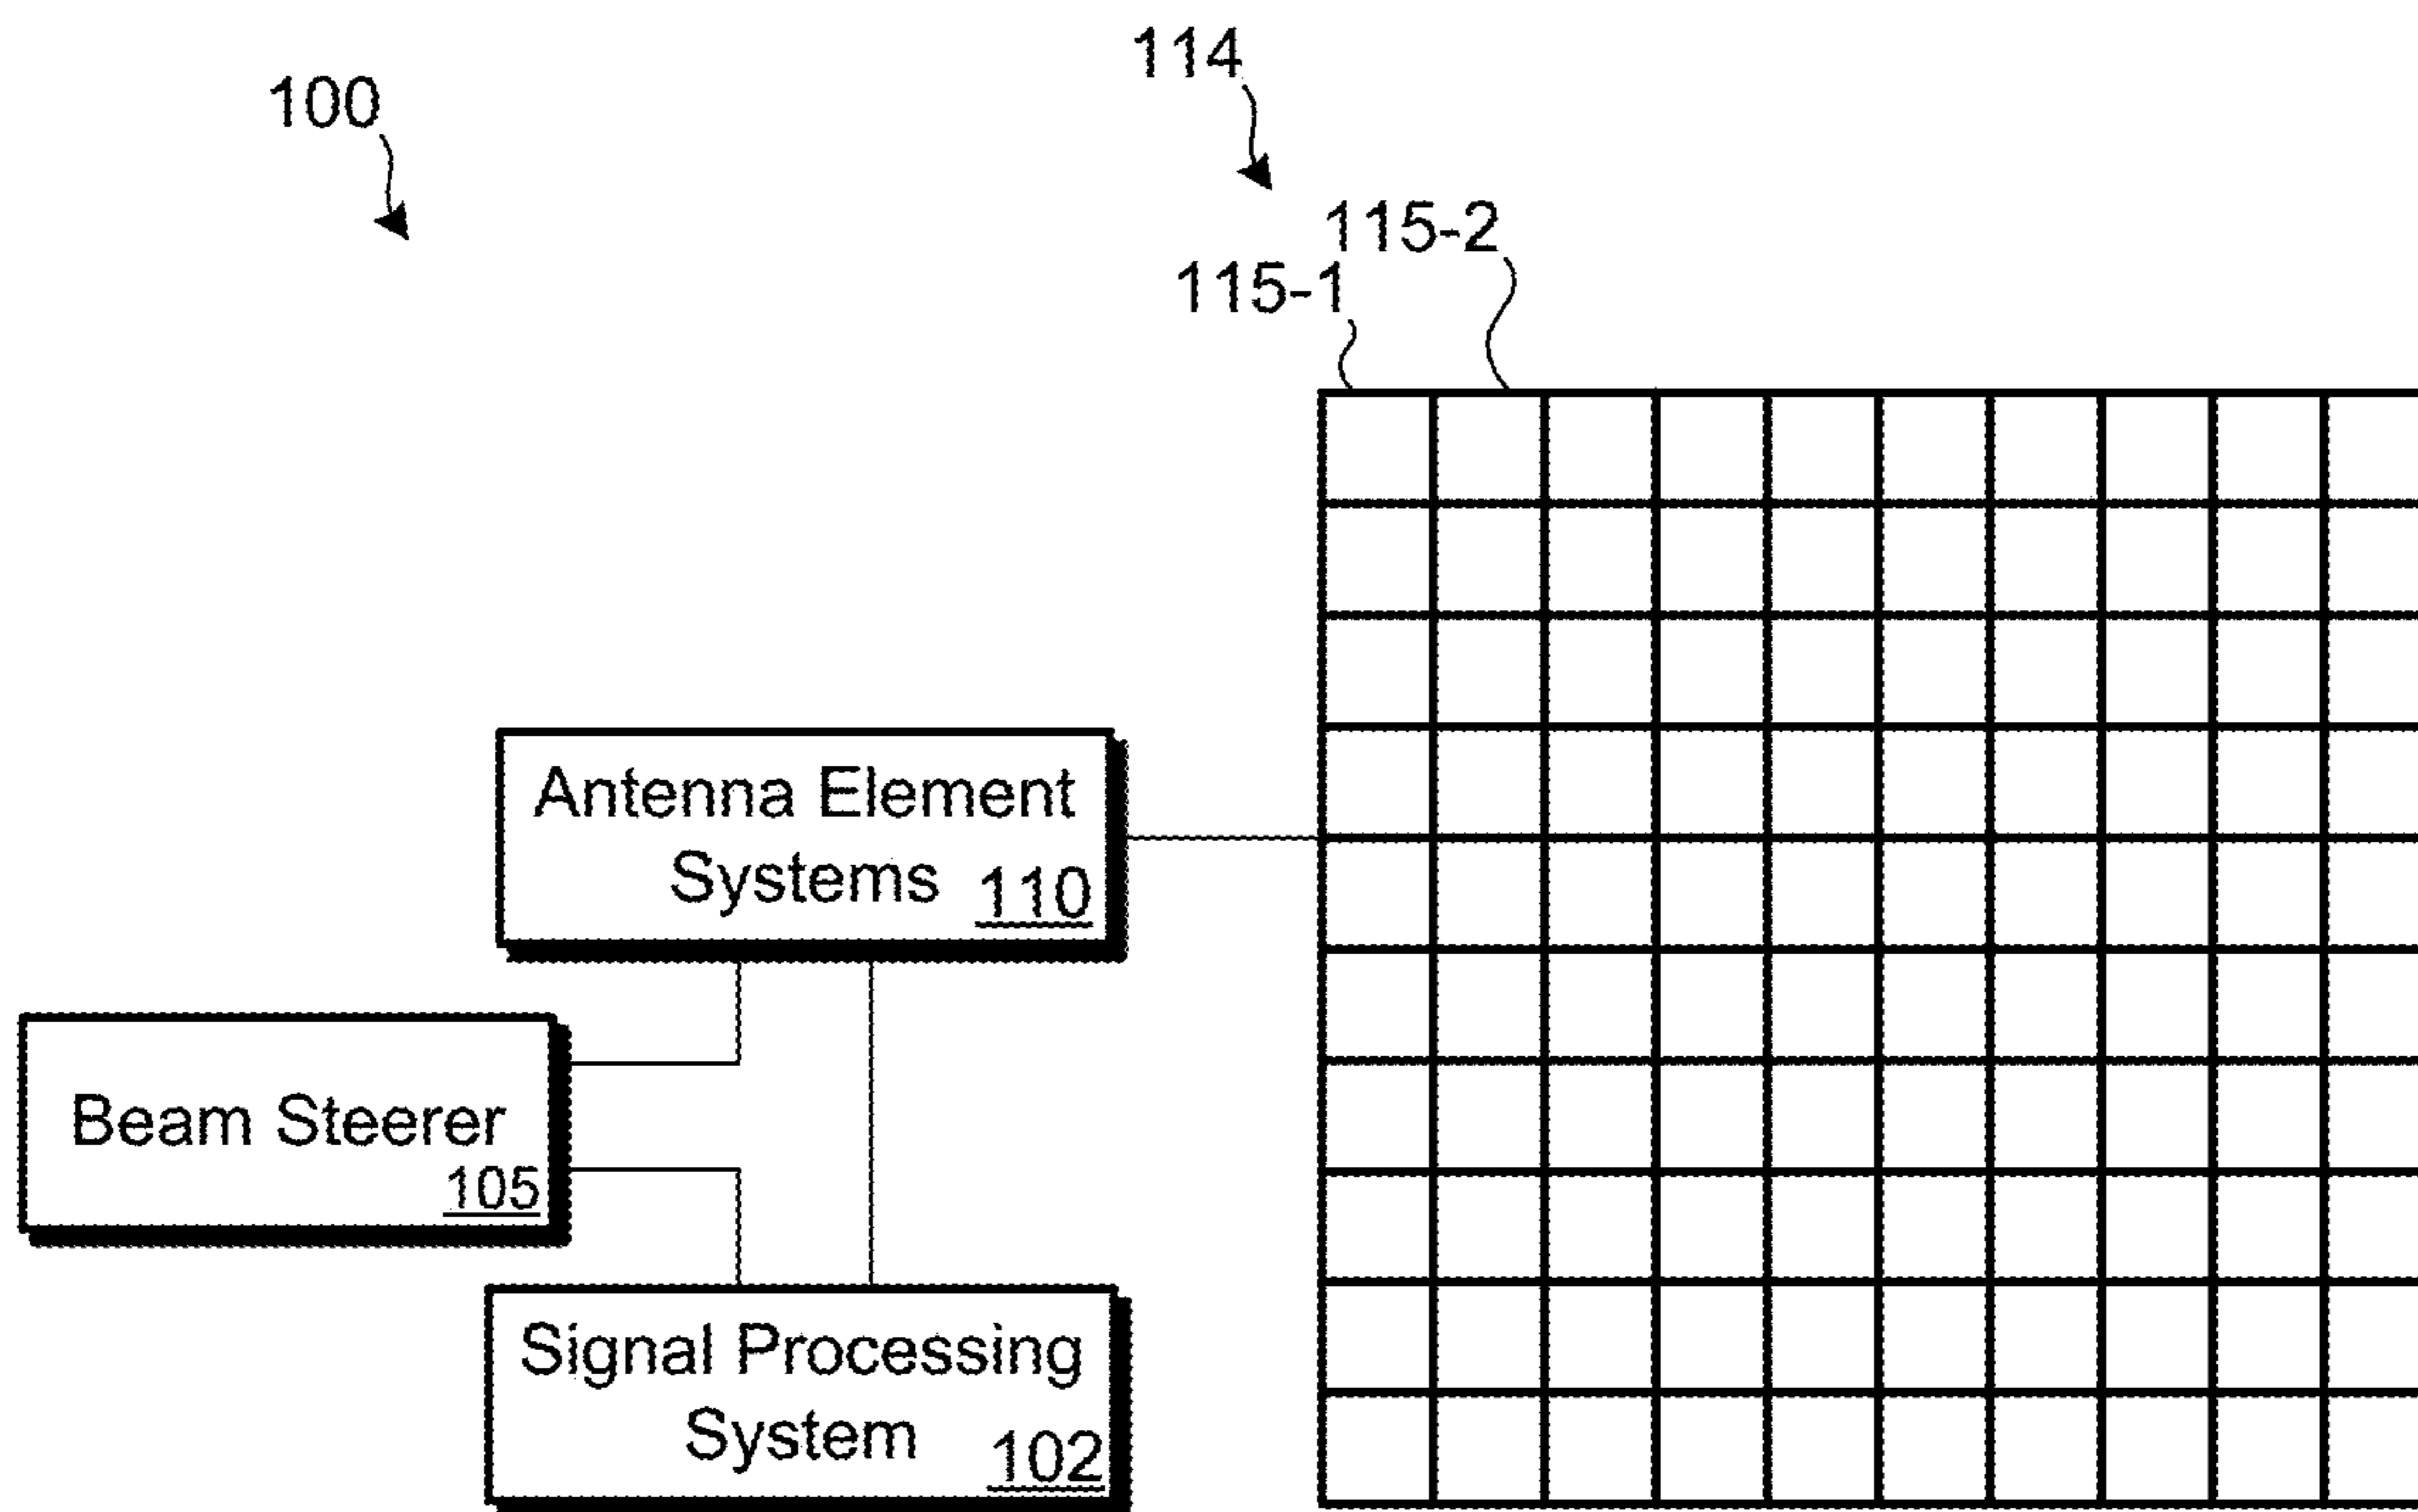 100
114
115-2
115-1
Antenna Element
Systems 110
Beam Steerer
105
Signal Processing
System 102